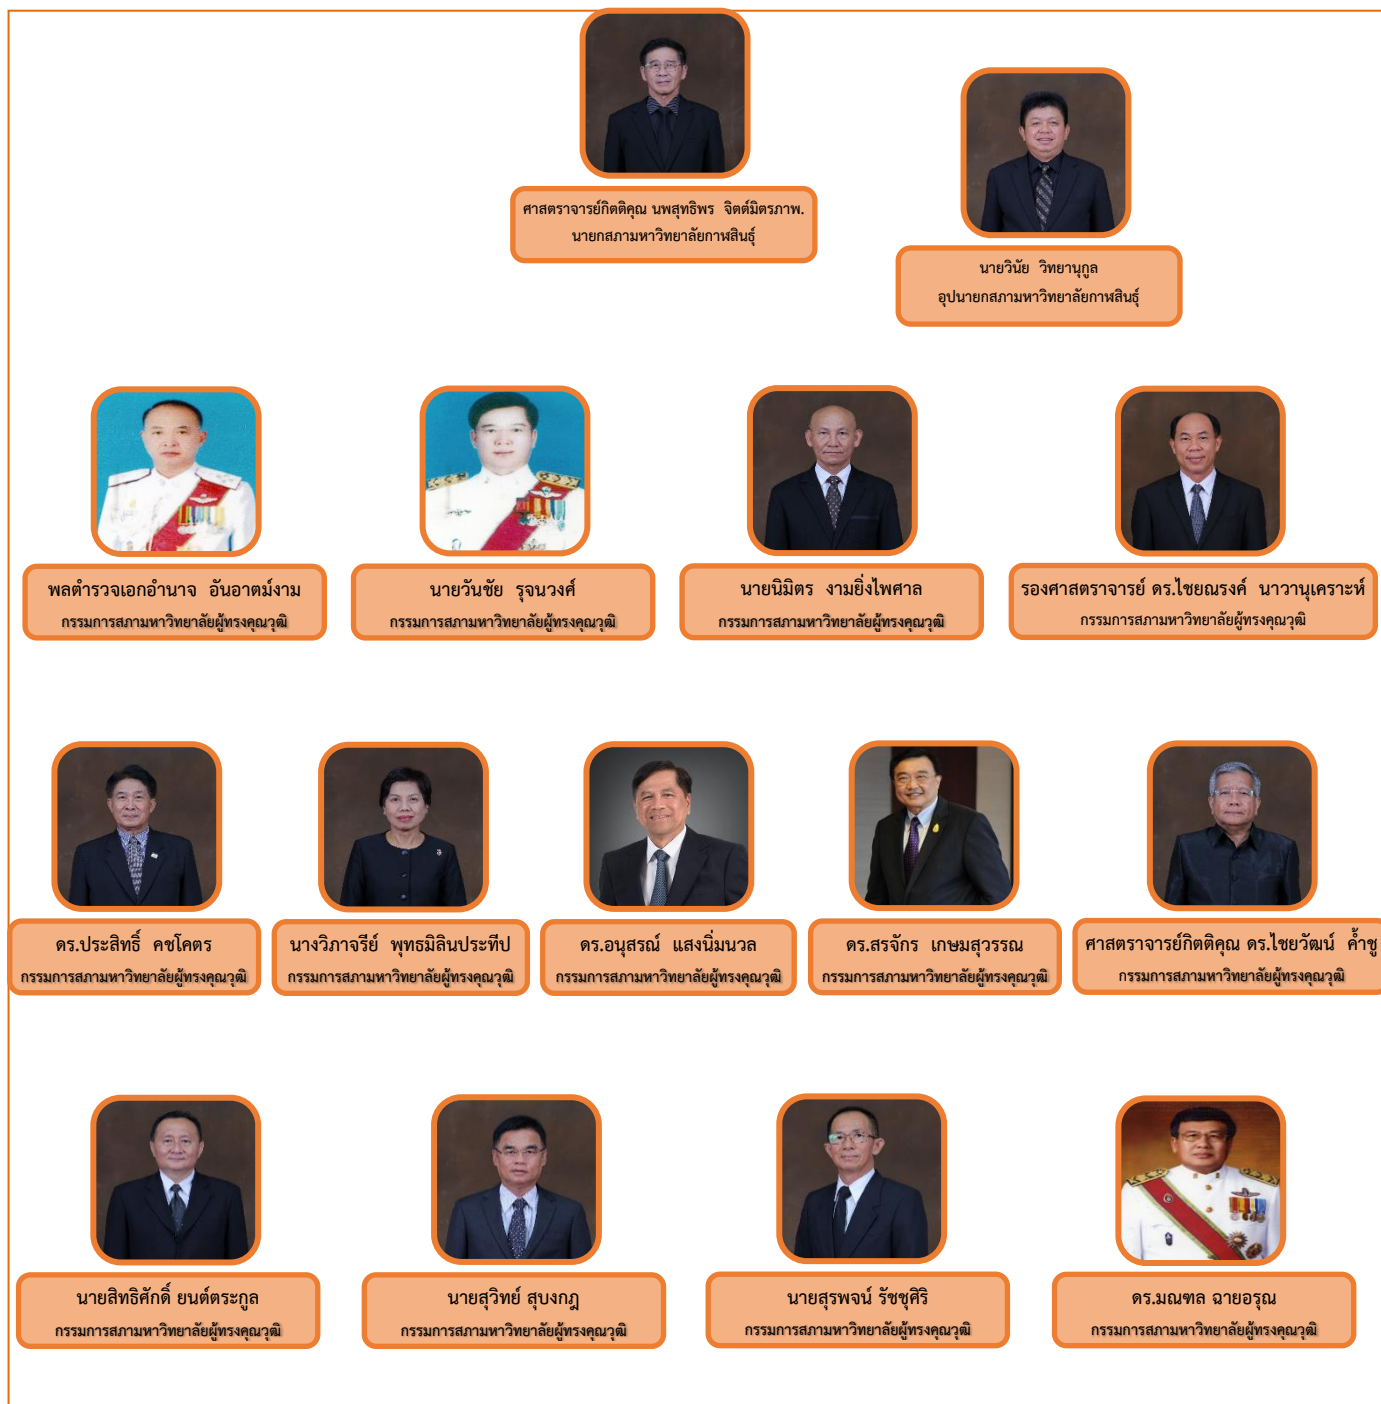 ศาสตราจารย์กิตติคุณ นพสุทธิพร  จิตต์มิตรภาพ.
นายกสภามหาวิทยาลัยกาฬสินธุ์
นายวินัย  วิทยานุกูล
อุปนายกสภามหาวิทยาลัยกาฬสินธุ์
พลตำรวจเอกอำนาจ  อันอาตม์งาม
กรรมการสภามหาวิทยาลัยผู้ทรงคุณวุฒิ
นายวันชัย  รุจนวงศ์
กรรมการสภามหาวิทยาลัยผู้ทรงคุณวุฒิ
นายนิมิตร  งามยิ่งไพศาล
กรรมการสภามหาวิทยาลัยผู้ทรงคุณวุฒิ
รองศาสตราจารย์ ดร.ไชยณรงค์  นาวานุเคราะห์
กรรมการสภามหาวิทยาลัยผู้ทรงคุณวุฒิ
ดร.ประสิทธิ์  คชโคตร
กรรมการสภามหาวิทยาลัยผู้ทรงคุณวุฒิ
นางวิภาจรีย์  พุทธมิลินประทีป
กรรมการสภามหาวิทยาลัยผู้ทรงคุณวุฒิ
ดร.อนุสรณ์  แสงนิ่มนวล
กรรมการสภามหาวิทยาลัยผู้ทรงคุณวุฒิ
ดร.สรจักร  เกษมสุวรรณ
กรรมการสภามหาวิทยาลัยผู้ทรงคุณวุฒิ
ศาสตราจารย์กิตติคุณ ดร.ไชยวัฒน์  ค้ำชู
กรรมการสภามหาวิทยาลัยผู้ทรงคุณวุฒิ
นายสิทธิศักดิ์ ยนต์ตระกูล
กรรมการสภามหาวิทยาลัยผู้ทรงคุณวุฒิ
นายสุวิทย์ สุบงกฎ
กรรมการสภามหาวิทยาลัยผู้ทรงคุณวุฒิ
นายสุรพจน์ รัชชุศิริ
กรรมการสภามหาวิทยาลัยผู้ทรงคุณวุฒิ
ดร.มณฑล ฉายอรุณ
กรรมการสภามหาวิทยาลัยผู้ทรงคุณวุฒิ